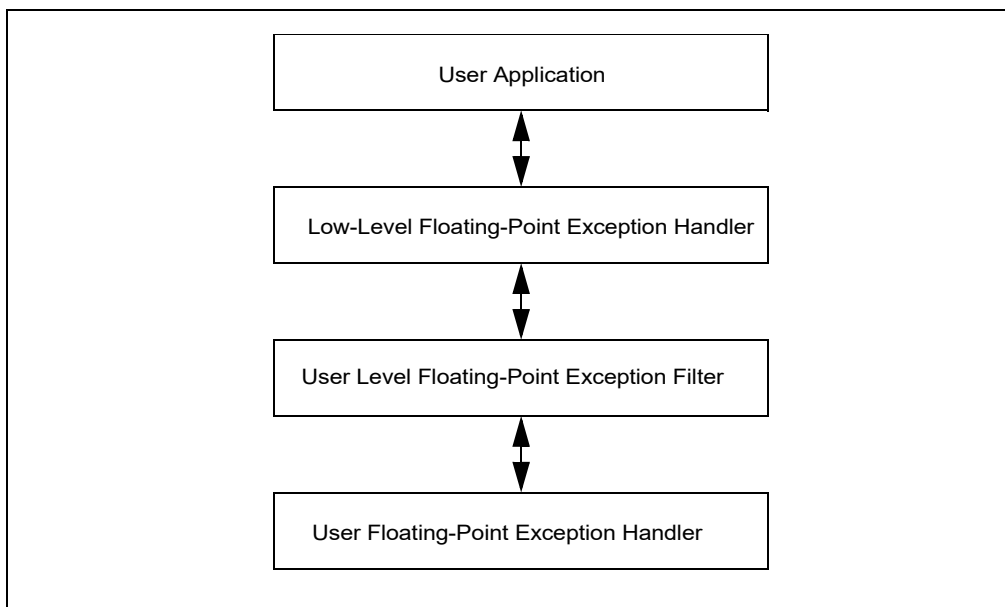 User Application
Low-Level Floating-Point Exception Handler
User Level Floating-Point Exception Filter
User Floating-Point Exception Handler